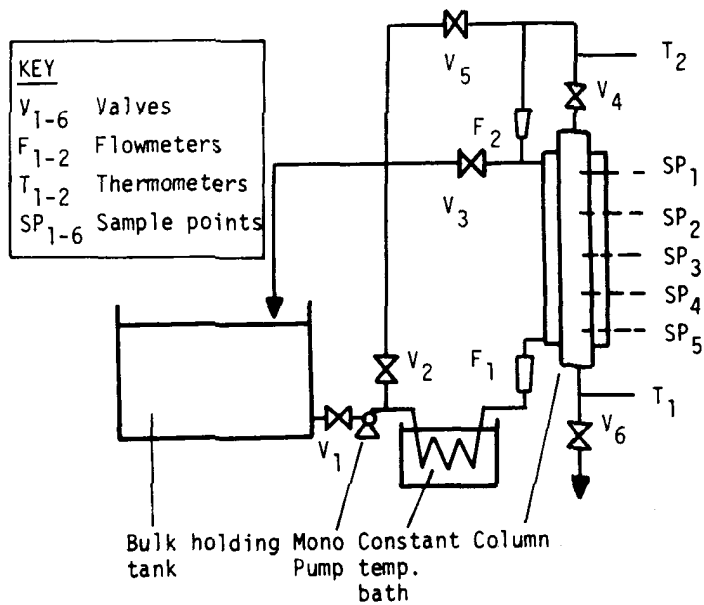 KEY
V1-6 Valves
F1-2 Flowmeters
T1-2 Thermometers
SP1-6 Sample points
V5
T2
V4
F2
V3
SP1
SP2
SP3
SP4
SP5
V2
F1
T1
V1
V6
Bulk holding tank
Mono Pump
Constant temp. bath
Column